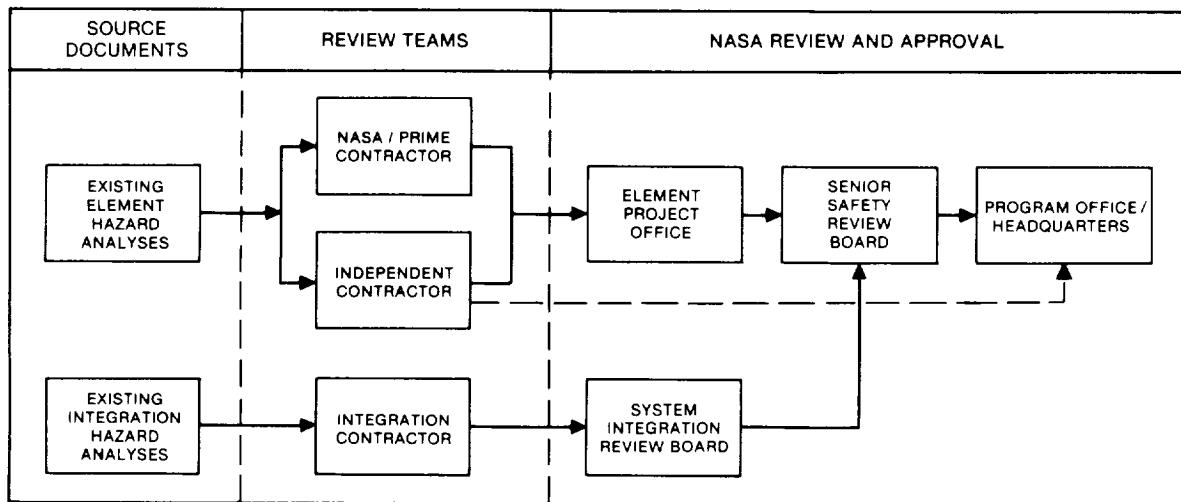 SOURCE
DOCUMENTS
REVIEW TEAMS
NASA REVIEW AND APPROVAL
EXISTING
ELEMENT
HAZARD
ANALYSES
NASA / PRIME
CONTRACTOR
INDEPENDENT
CONTRACTOR
ELEMENT
PROJECT
OFFICE
SENIOR
SAFETY
REVIEW
BOARD
PROGRAM OFFICE /
HEADQUARTERS
EXISTING
INTEGRATION
HAZARD
ANALYSES
INTEGRATION
CONTRACTOR
SYSTEM
INTEGRATION
REVIEW BOARD